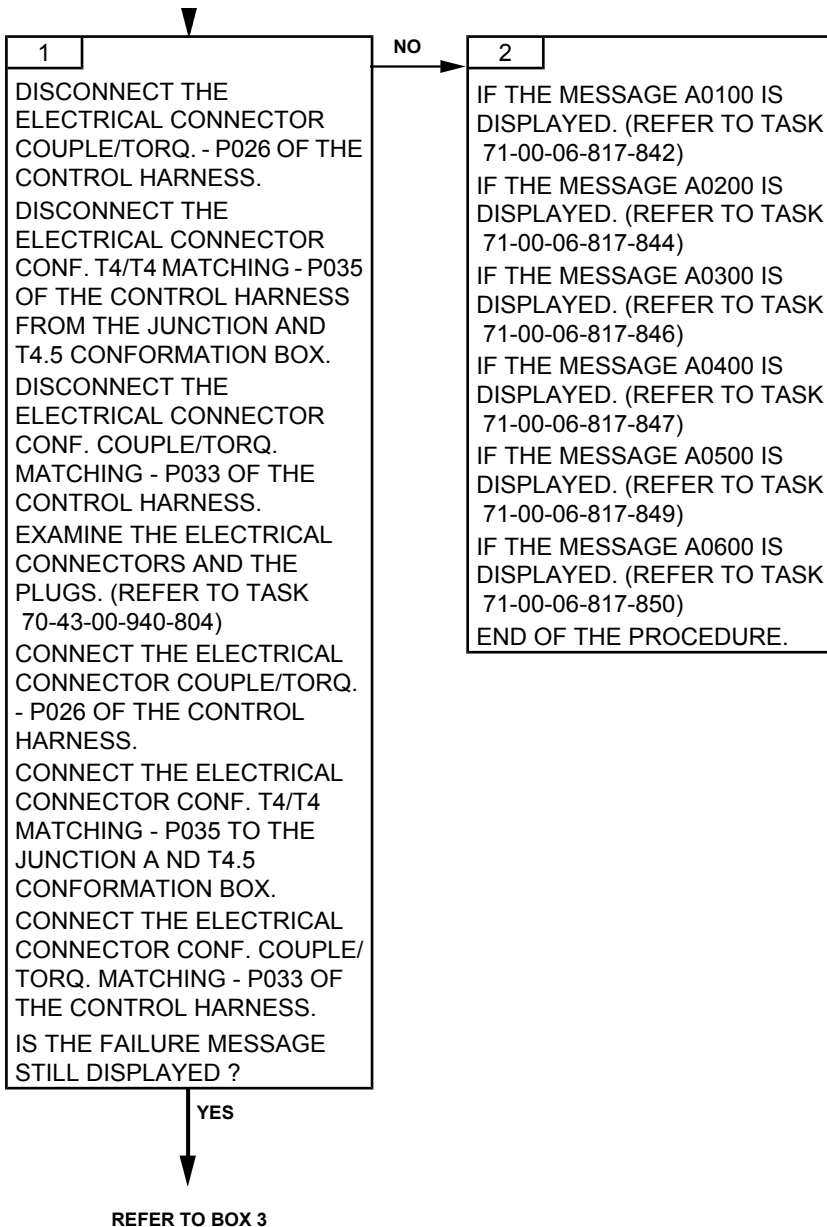 1
DISCONNECT THE
ELECTRICAL CONNECTOR
COUPLE/TORQ. - P026 OF THE
CONTROL HARNESS.
DISCONNECT THE
ELECTRICAL CONNECTOR
CONF. T4/T4 MATCHING - P035
OF THE CONTROL HARNESS
FROM THE JUNCTION AND
T4.5 CONFORMATION BOX.
DISCONNECT THE
ELECTRICAL CONNECTOR
CONF. COUPLE/TORQ.
MATCHING - P033 OF THE
CONTROL HARNESS.
EXAMINE THE ELECTRICAL
CONNECTORS AND THE
PLUGS. (REFER TO TASK
70-43-00-940-804)
CONNECT THE ELECTRICAL
CONNECTOR COUPLE/TORQ.
- P026 OF THE CONTROL
HARNESS.
CONNECT THE ELECTRICAL
CONNECTOR CONF. T4/T4
MATCHING - P035 TO THE
JUNCTION A ND T4.5
CONFORMATION BOX.
CONNECT THE ELECTRICAL
CONNECTOR CONF. COUPLE/
TORQ. MATCHING - P033 OF
THE CONTROL HARNESS.
IS THE FAILURE MESSAGE
STILL DISPLAYED ?
NO
2
IF THE MESSAGE A0100 IS
DISPLAYED. (REFER TO TASK
71-00-06-817-842)
IF THE MESSAGE A0200 IS
DISPLAYED. (REFER TO TASK
71-00-06-817-844)
IF THE MESSAGE A0300 IS
DISPLAYED. (REFER TO TASK
71-00-06-817-846)
IF THE MESSAGE A0400 IS
DISPLAYED. (REFER TO TASK
71-00-06-817-847)
IF THE MESSAGE A0500 IS
DISPLAYED. (REFER TO TASK
71-00-06-817-849)
IF THE MESSAGE A0600 IS
DISPLAYED. (REFER TO TASK
71-00-06-817-850)
END OF THE PROCEDURE.
YES
REFER TO BOX 3